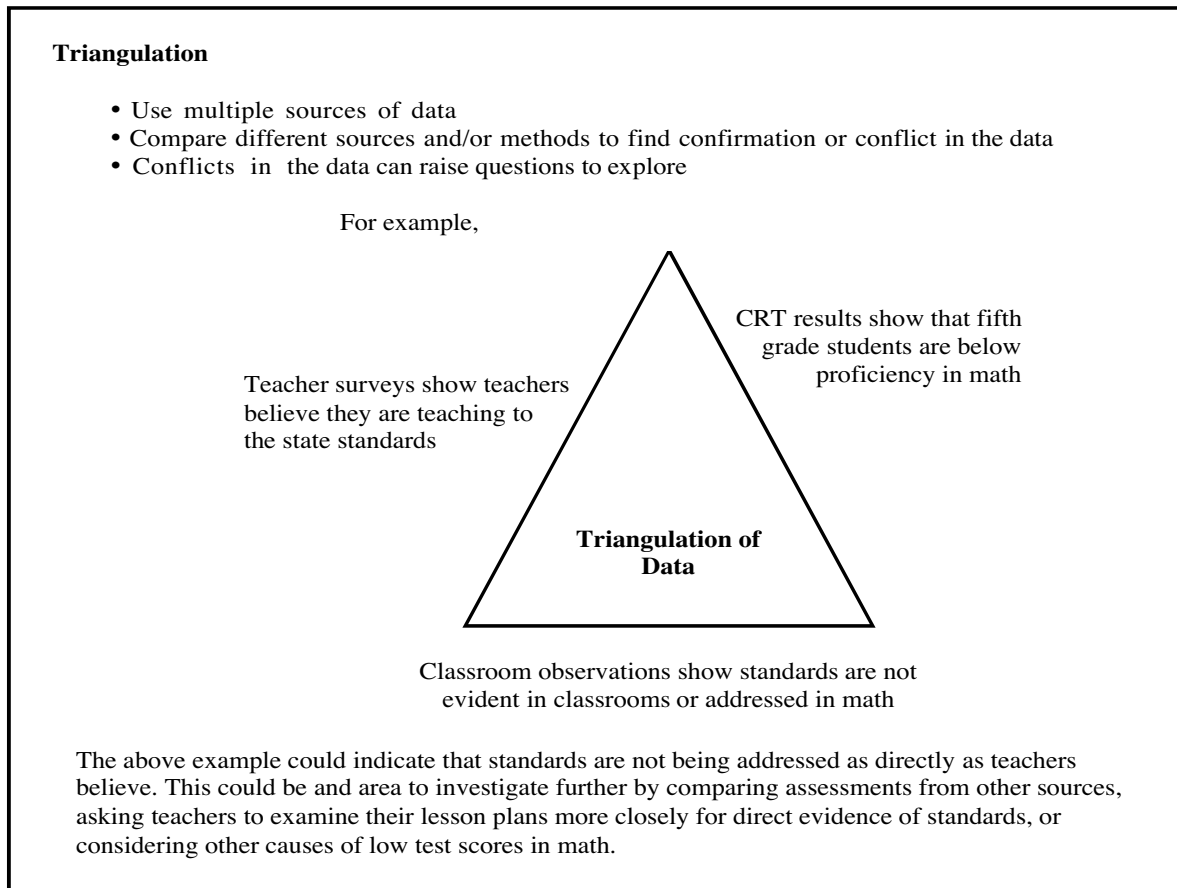 Triangulation
• Use multiple sources of data
• Compare different sources and/or methods to find confirmation or conflict in the data
• Conflicts in the data can raise questions to explore
For example,
CRT results show that fifth
grade students are below
proficiency in math
Teacher surveys show teachers
believe they are teaching to
the state standards
Triangulation of
Data
Classroom observations show standards are not
evident in classrooms or addressed in math
The above example could indicate that standards are not being addressed as directly as teachers
believe. This could be and area to investigate further by comparing assessments from other sources,
asking teachers to examine their lesson plans more closely for direct evidence of standards, or
considering other causes of low test scores in math.